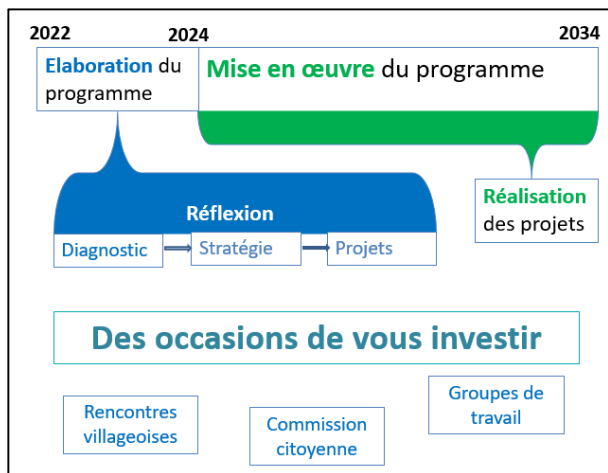 2022 2024 2034
Elaboration du
programme
Mise en œuvre du programme
Réalisation
des projets
Réflexion
Diagnostic
Stratégie
Projets
Des occasions de vous investir
Rencontres
villageoises
Commission
citoyenne
Groupes de
travail